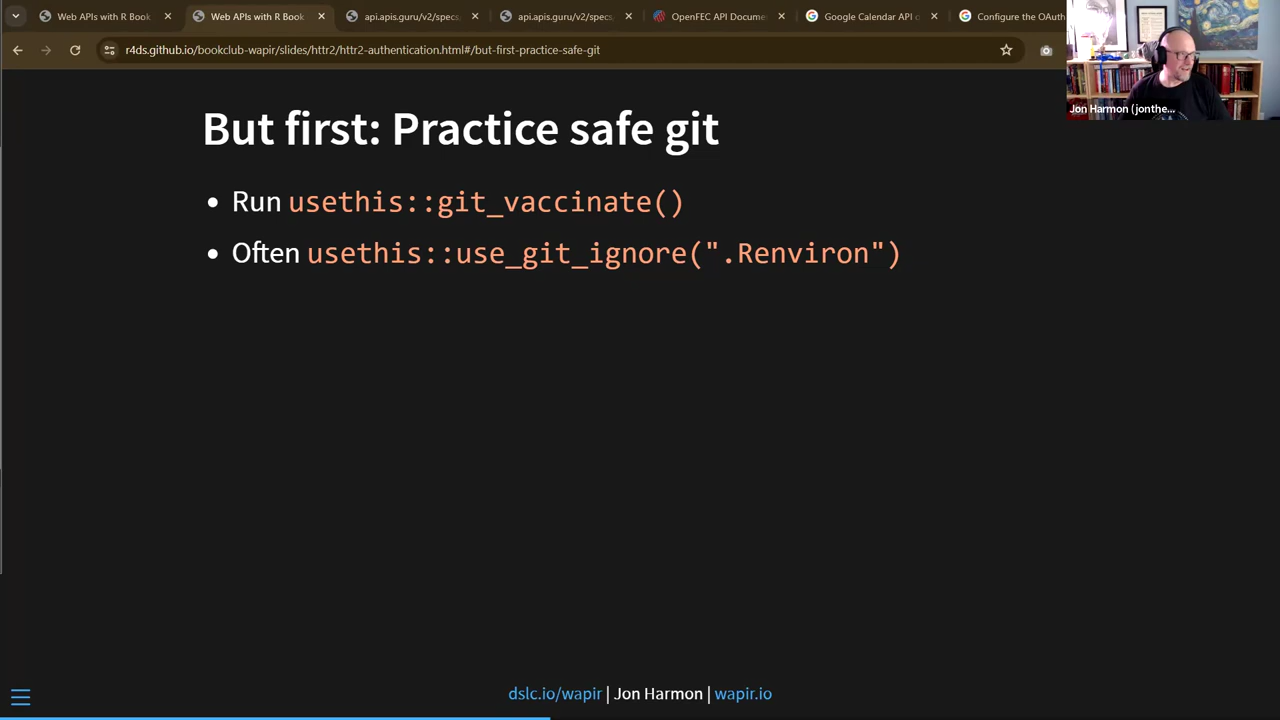 Web APIs with R Book
Web APIs with R Book
api.apis.guru/v2/specs
api.apis.guru/v2/specs
OpenFEC API Docume
Google Calendar API o
Configure the OAuth
r4ds.github.io/bookclub-wapir/slides/httr2/httr2-authentication.html#/but-first-practice-safe-git
Jon Harmon (jonthe...
But first: Practice safe git
• Run usethis::git_vaccinate()
• Often usethis::use_git_ignore(".Renviron")
dslc.io/wapir | Jon Harmon | wapir.io